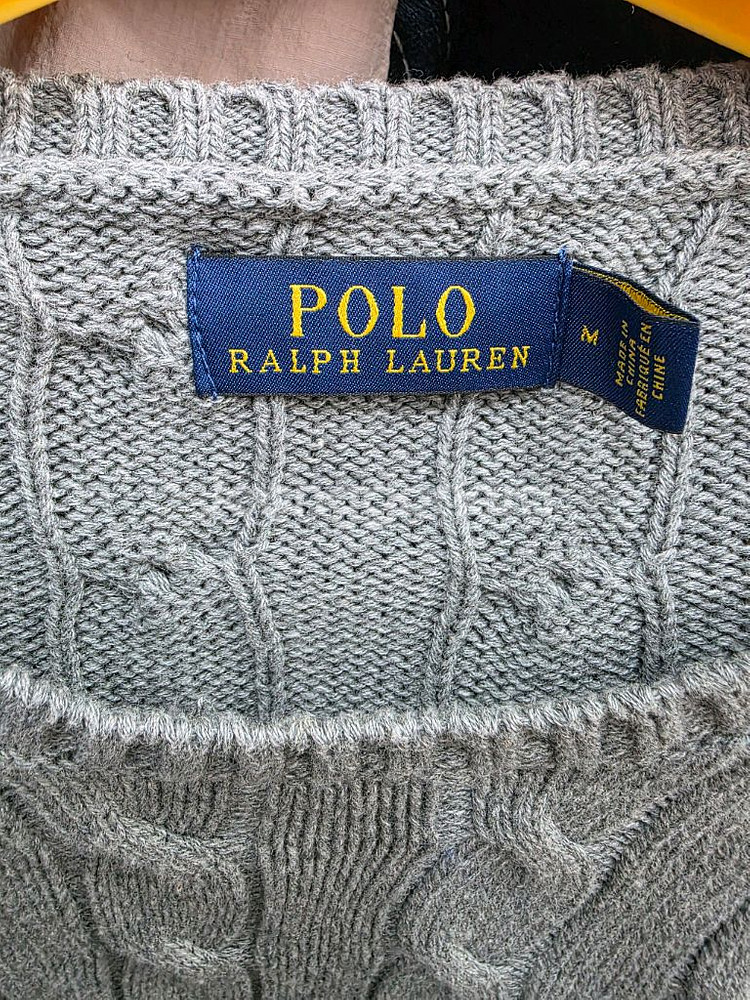 POLO
RALPH LAUREN
M
MADE IN
CHINA
FABRIQUÉ EN
CHINE